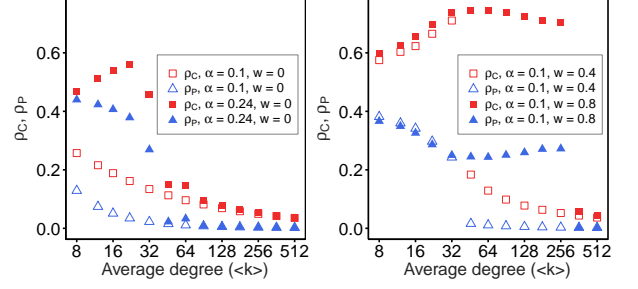 ρC, ρP
0.6
0.4
0.2
0.0
ρC, α = 0.1, w = 0
ρP, α = 0.1, w = 0
ρC, α = 0.24, w = 0
ρP, α = 0.24, w = 0
8 16 32 64 128 256 512
Average degree (<k>)
ρC, ρP
0.6
0.4
0.2
0.0
ρC, α = 0.1, w = 0.4
ρP, α = 0.1, w = 0.4
ρC, α = 0.1, w = 0.8
ρP, α = 0.1, w = 0.8
8 16 32 64 128 256 512
Average degree (<k>)